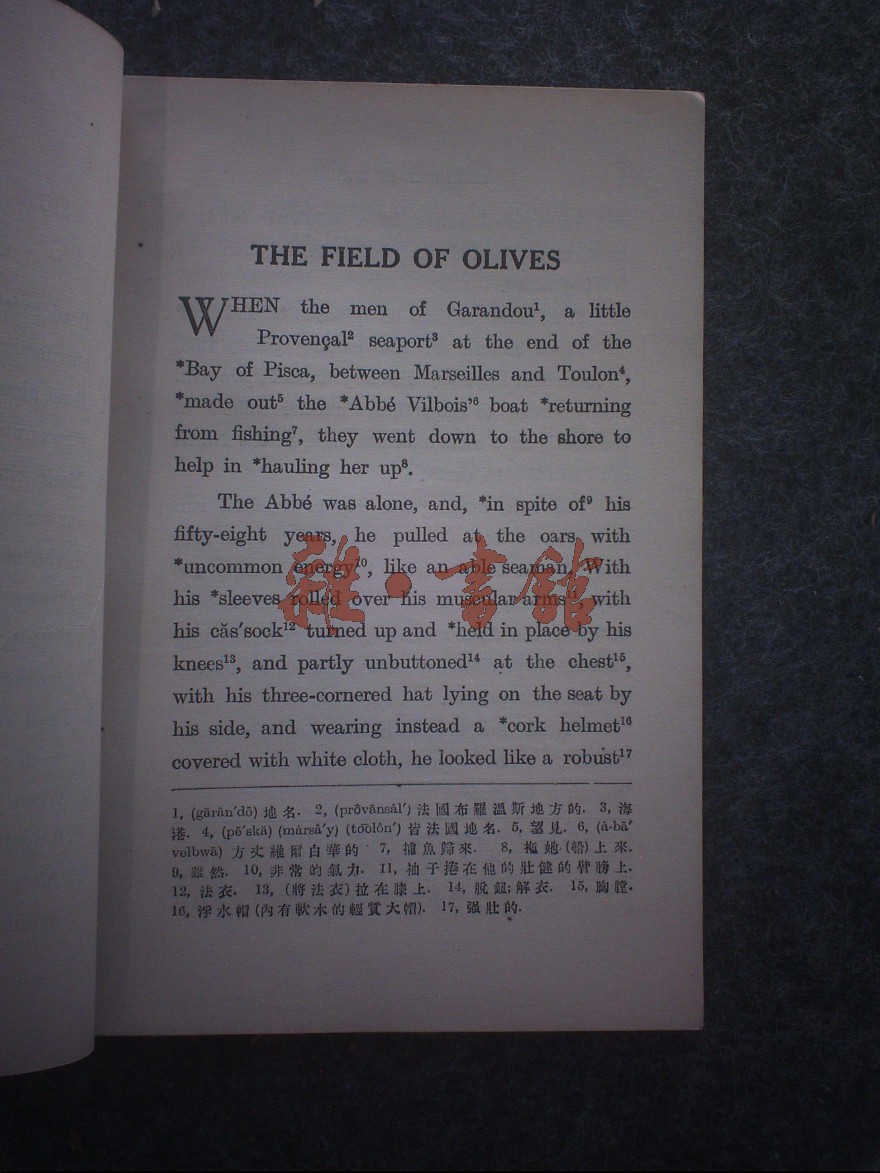 THE FIELD OF OLIVES
WHEN the men of Garandou¹, a little
Provençal² seaport³ at the end of the
*Bay of Pisca, between Marseilles and Toulon⁴,
*made out⁵ the *Abbé Vilbois’⁶ boat *returning
from fishing⁷, they went down to the shore to
help in *hauling her up⁸.
The Abbé was alone, and, *in spite of⁹ his
fifty-eight years, he pulled at the oars with
*uncommon energy¹⁰, like an able seaman. With
his *sleeves rolled over his muscular arms¹¹, with
his căs′sock¹² turned up and *held in place by his
knees¹³, and partly unbuttoned¹⁴ at the chest¹⁵,
with his three-cornered hat lying on the seat by
his side, and wearing instead a *cork helmet¹⁶
covered with white cloth, he looked like a robust¹⁷
雜·書館
1, (gärän′dō) 地名. 2, (prŏvänsål′) 法國布羅溫斯地方的. 3, 海
港. 4, (pē′skä) (mársâ′y) (toolôn′) 皆法國地名. 5, 望見. 6, (à-bā′
velbwä) 方丈維爾白華的 7, 捕魚歸來. 8, 拖她(船)上來.
9, 雖然. 10, 非常的氣力. 11, 袖子捲在他的壯健的臂膀上.
12, 法衣. 13, (將法衣)拉在膝上. 14, 脫鈕; 解衣. 15, 胸膛.
16, 浮水帽(內有軟木的輕質大帽). 17, 强壯的.